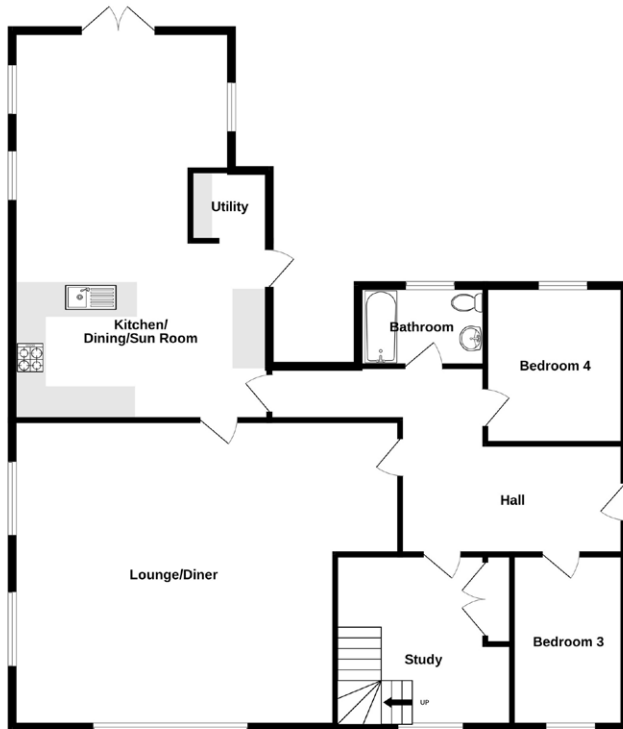 Utility
Kitchen/
Dining/Sun Room
Bathroom
Bedroom 4
Hall
Lounge/Diner
Study
Bedroom 3
UP